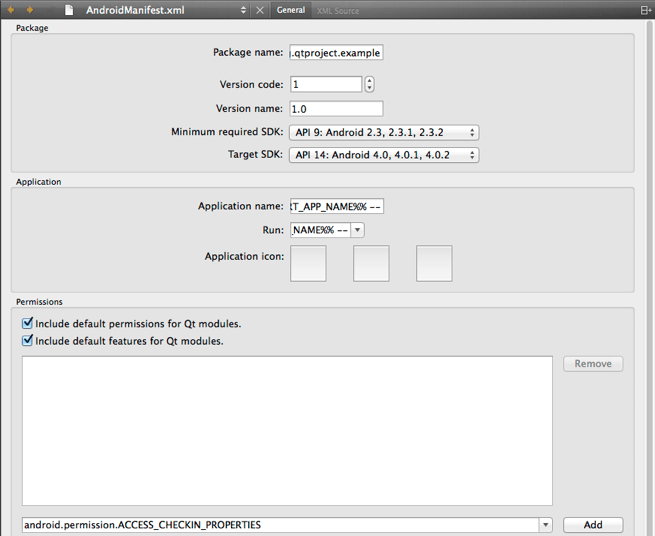 AndroidManifest.xml General XML Source
Package
Package name: .qtproject.example
Version code: 1
Version name: 1.0
Minimum required SDK: API 9: Android 2.3, 2.3.1, 2.3.2
Target SDK: API 14: Android 4.0, 4.0.1, 4.0.2
Application
Application name: RT_APP_NAME%% --
Run: _NAME%% --
Application icon:
Permissions
Include default permissions for Qt modules.
Include default features for Qt modules.
Remove
android.permission.ACCESS_CHECKIN_PROPERTIES Add